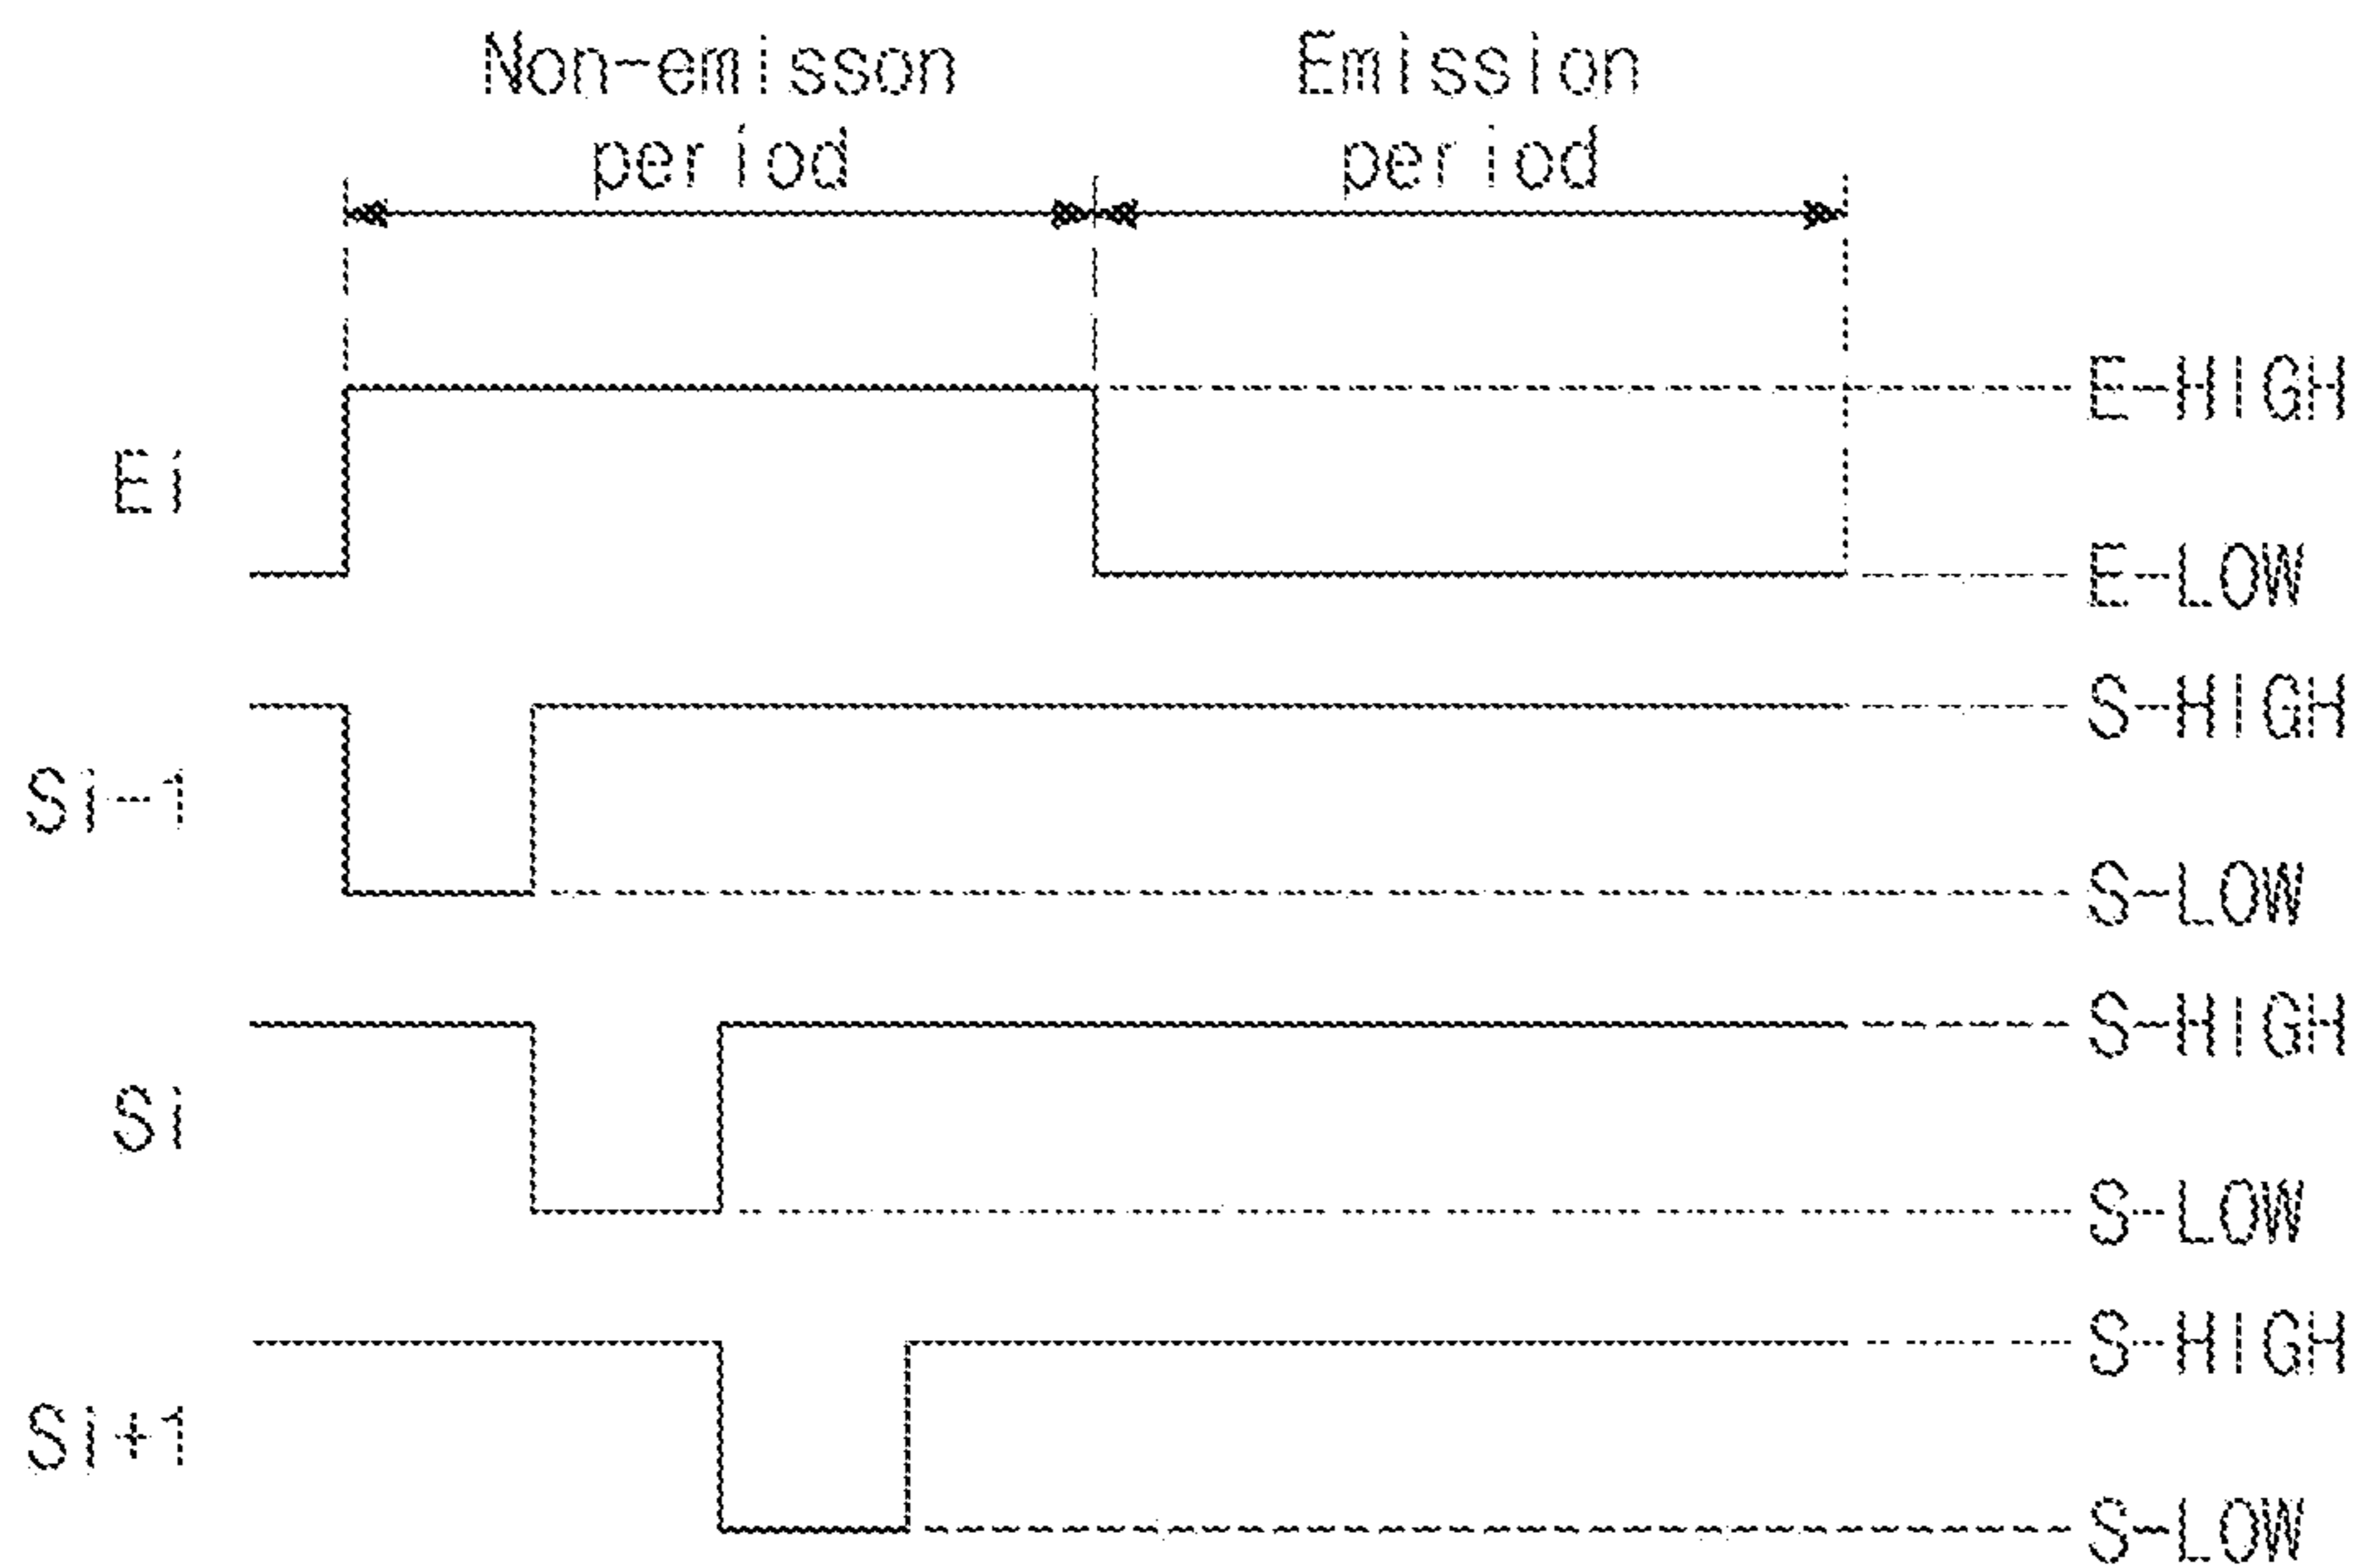 Non-emisson
period
Emission
period
E-HIGH
Ei
E-LOW
S-HIGH
Si-1
S-LOW
S-HIGH
Si
S-LOW
S-HIGH
Si+1
S-LOW